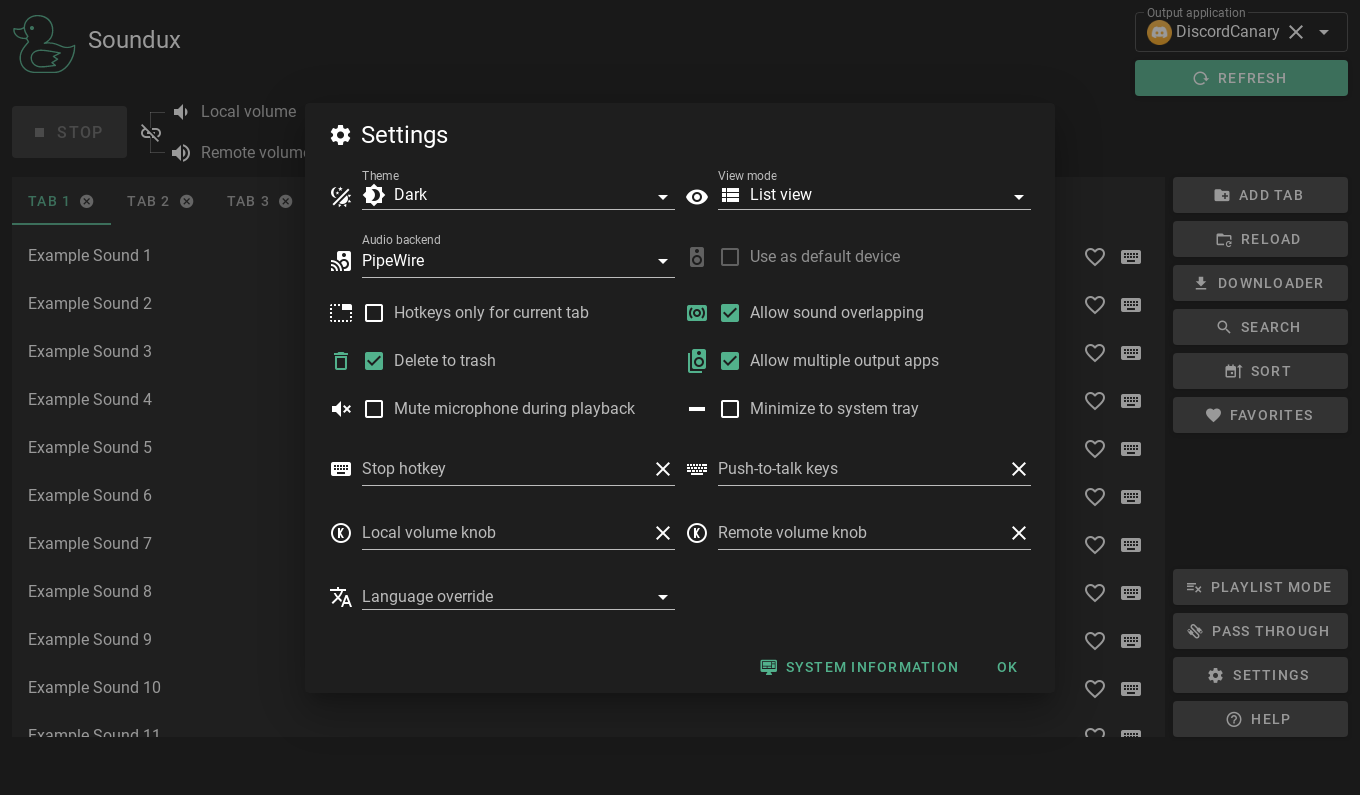 Soundux
Output application
DiscordCanary
REFRESH
STOP
Local volume
Remote volume
TAB 1
TAB 2
TAB 3
Example Sound 1
Example Sound 2
Example Sound 3
Example Sound 4
Example Sound 5
Example Sound 6
Example Sound 7
Example Sound 8
Example Sound 9
Example Sound 10
Example Sound 11
Settings
Theme
Dark
View mode
List view
Audio backend
PipeWire
Use as default device
Hotkeys only for current tab
Allow sound overlapping
Delete to trash
Allow multiple output apps
Mute microphone during playback
Minimize to system tray
Stop hotkey
Push-to-talk keys
Local volume knob
Remote volume knob
Language override
SYSTEM INFORMATION
OK
ADD TAB
RELOAD
DOWNLOADER
SEARCH
SORT
FAVORITES
PLAYLIST MODE
PASS THROUGH
SETTINGS
HELP